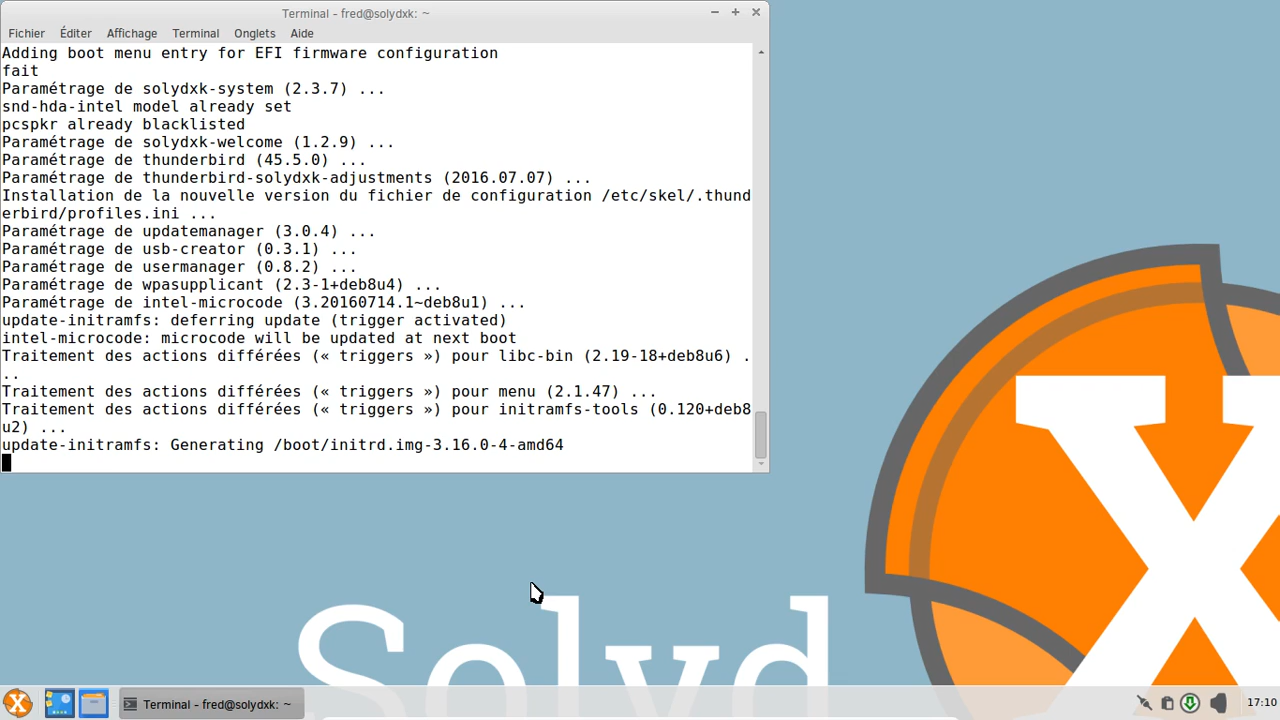 Terminal - fred@solydxk: ~
Fichier Éditer Affichage Terminal Onglets Aide
Adding boot menu entry for EFI firmware configuration
fait
Paramétrage de solydxk-system (2.3.7) ...
snd-hda-intel model already set
pcspkr already blacklisted
Paramétrage de solydxk-welcome (1.2.9) ...
Paramétrage de thunderbird (45.5.0) ...
Paramétrage de thunderbird-solydxk-adjustments (2016.07.07) ...
Installation de la nouvelle version du fichier de configuration /etc/skel/.thund
erbird/profiles.ini ...
Paramétrage de updatemanager (3.0.4) ...
Paramétrage de usb-creator (0.3.1) ...
Paramétrage de usermanager (0.8.2) ...
Paramétrage de wpasupplicant (2.3-1+deb8u4) ...
Paramétrage de intel-microcode (3.20160714.1~deb8u1) ...
update-initramfs: deferring update (trigger activated)
intel-microcode: microcode will be updated at next boot
Traitement des actions différées (« triggers ») pour libc-bin (2.19-18+deb8u6) .
..
Traitement des actions différées (« triggers ») pour menu (2.1.47) ...
Traitement des actions différées (« triggers ») pour initramfs-tools (0.120+deb8
u2) ...
update-initramfs: Generating /boot/initrd.img-3.16.0-4-amd64
X
Solyd
Terminal - fred@solydxk: ~
17:10